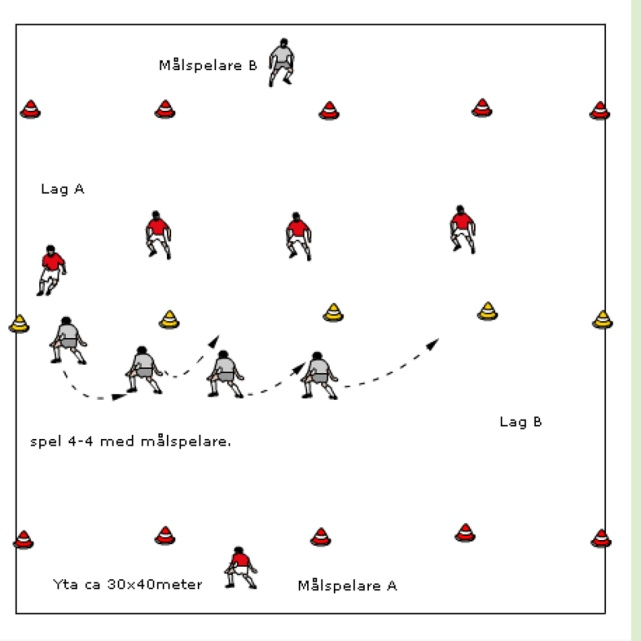 Målspelare B
Lag A
Lag B
spel 4-4 med målspelare.
Yta ca 30x40meter
Målspelare A